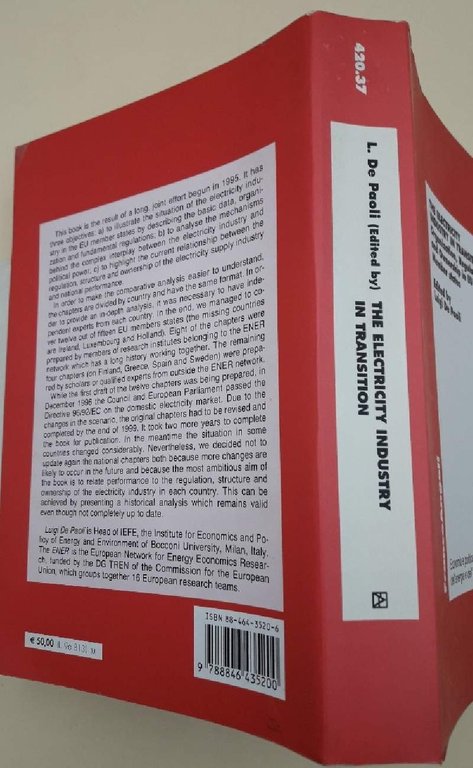 This book is the result of a long, joint effort begun in 1995. It has
three objectives: a) to illustrate the situation of the electricity indu-
stry in the EU member states by describing the basic data, organi-
zation and fundamental regulations; b) to analyse the mechanisms
behind the complex interplay between the electricity industry and
political power; c) to highlight the current relationship between the
regulation, structure and ownership of the electricity supply industry
and national performance.
In order to make the comparative analysis easier to understand,
the chapters are divided by country and have the same format. In or-
der to provide an in-depth analysis, it was necessary to have inde-
pendent experts from each country. In the end, we managed to co-
ver twelve out of fifteen EU member states (the missing countries
are Ireland, Luxembourg and Holland). Eight of the chapters were
prepared by members of research institutes belonging to the ENER
network which has a long history working together. The remaining
four chapters (on Finland, Greece, Spain and Sweden) were prepa-
red by scholars or qualified experts from outside the ENER network.
While the first draft of the twelve chapters was being prepared, in
December 1996 the Council and European Parliament passed the
Directive 96/92/EC on the domestic electricity market. Due to the
changes in the scenario, the original chapters had to be revised and
completed by the end of 1999. It took two more years to complete
the book for publication. In the meantime the situation in some
countries changed considerably. Nevertheless, we decided not to
update again the national chapters both because more changes are
likely to occur in the future and because the most ambitious aim of
the book is to relate performance to the regulation, structure and
ownership of the electricity industry in each country. This can be
achieved by presenting a historical analysis which remains valid
even though not completely up to date.
Luigi De Paoli is Head of IEFE, the Institute for Economics and Po-
licy of Energy and Environment of Bocconi University, Milan, Italy.
The ENER is the European Network for Energy Economics Resear-
ch, funded by the DG TREN of the Commission for the European
Union, which groups together 16 European research teams.
€ 50,00
ISBN 88-464-3520-6
9 788846 435200
420.37
L. De Paoli (Edited by) THE ELECTRICITY INDUSTRY
IN TRANSITION